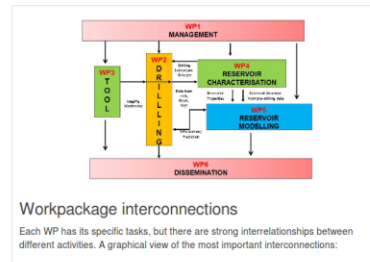 WP1
MANAGEMENT
WP2
DRILLING
WP3
TOOL
WP4
RESERVOIR
CHARACTERISATION
WP5
RESERVOIR
MODELLING
WP6
DISSEMINATION
Workpackage interconnections
Each WP has its specific tasks, but there are strong interrelationships between
different activities. A graphical view of the most important interconnections: